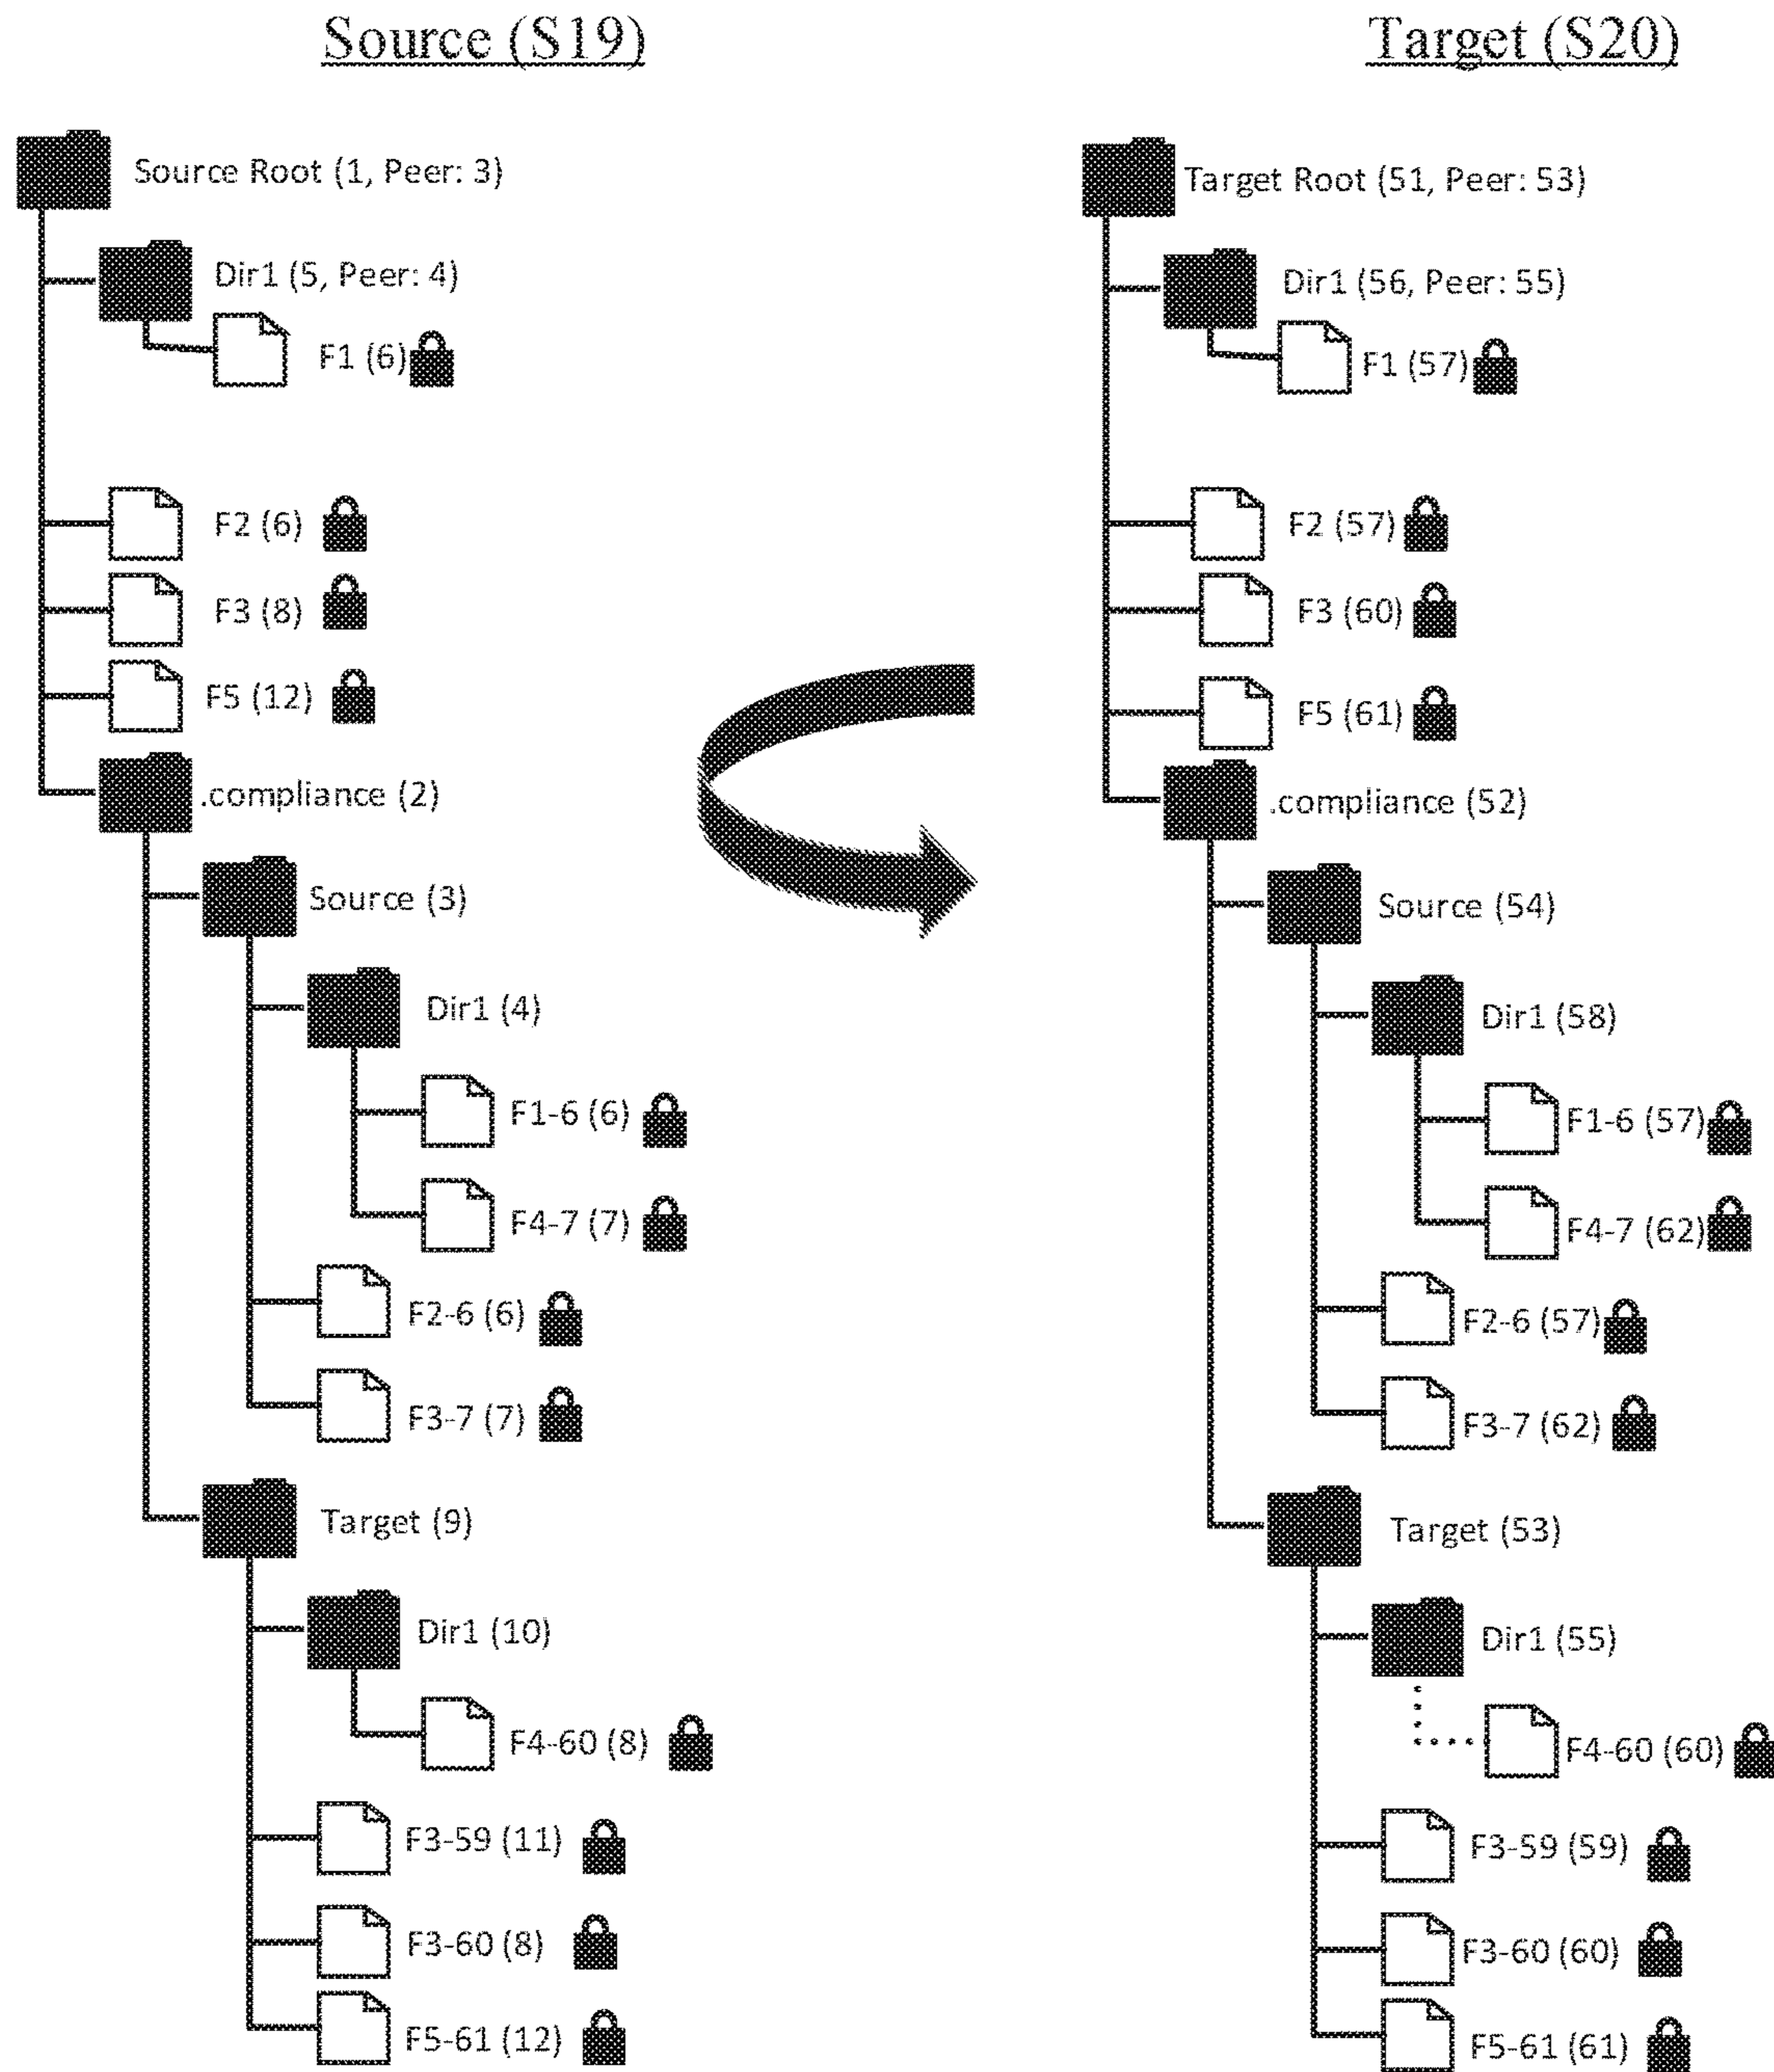 Source (S19)
Source Root (1, Peer: 3)
Dir1 (5, Peer: 4)
F1 (6)
F2 (6)
F3 (8)
F5 (12)
.compliance (2)
Source (3)
Dir1 (4)
F1-6 (6)
F4-7 (7)
F2-6 (6)
F3-7 (7)
Target (9)
Dir1 (10)
F4-60 (8)
F3-59 (11)
F3-60 (8)
F5-61 (12)
Target (S20)
Target Root (51, Peer: 53)
Dir1 (56, Peer: 55)
F1 (57)
F2 (57)
F3 (60)
F5 (61)
.compliance (52)
Source (54)
Dir1 (58)
F1-6 (57)
F4-7 (62)
F2-6 (57)
F3-7 (62)
Target (53)
Dir1 (55)
F4-60 (60)
F3-59 (59)
F3-60 (60)
F5-61 (61)